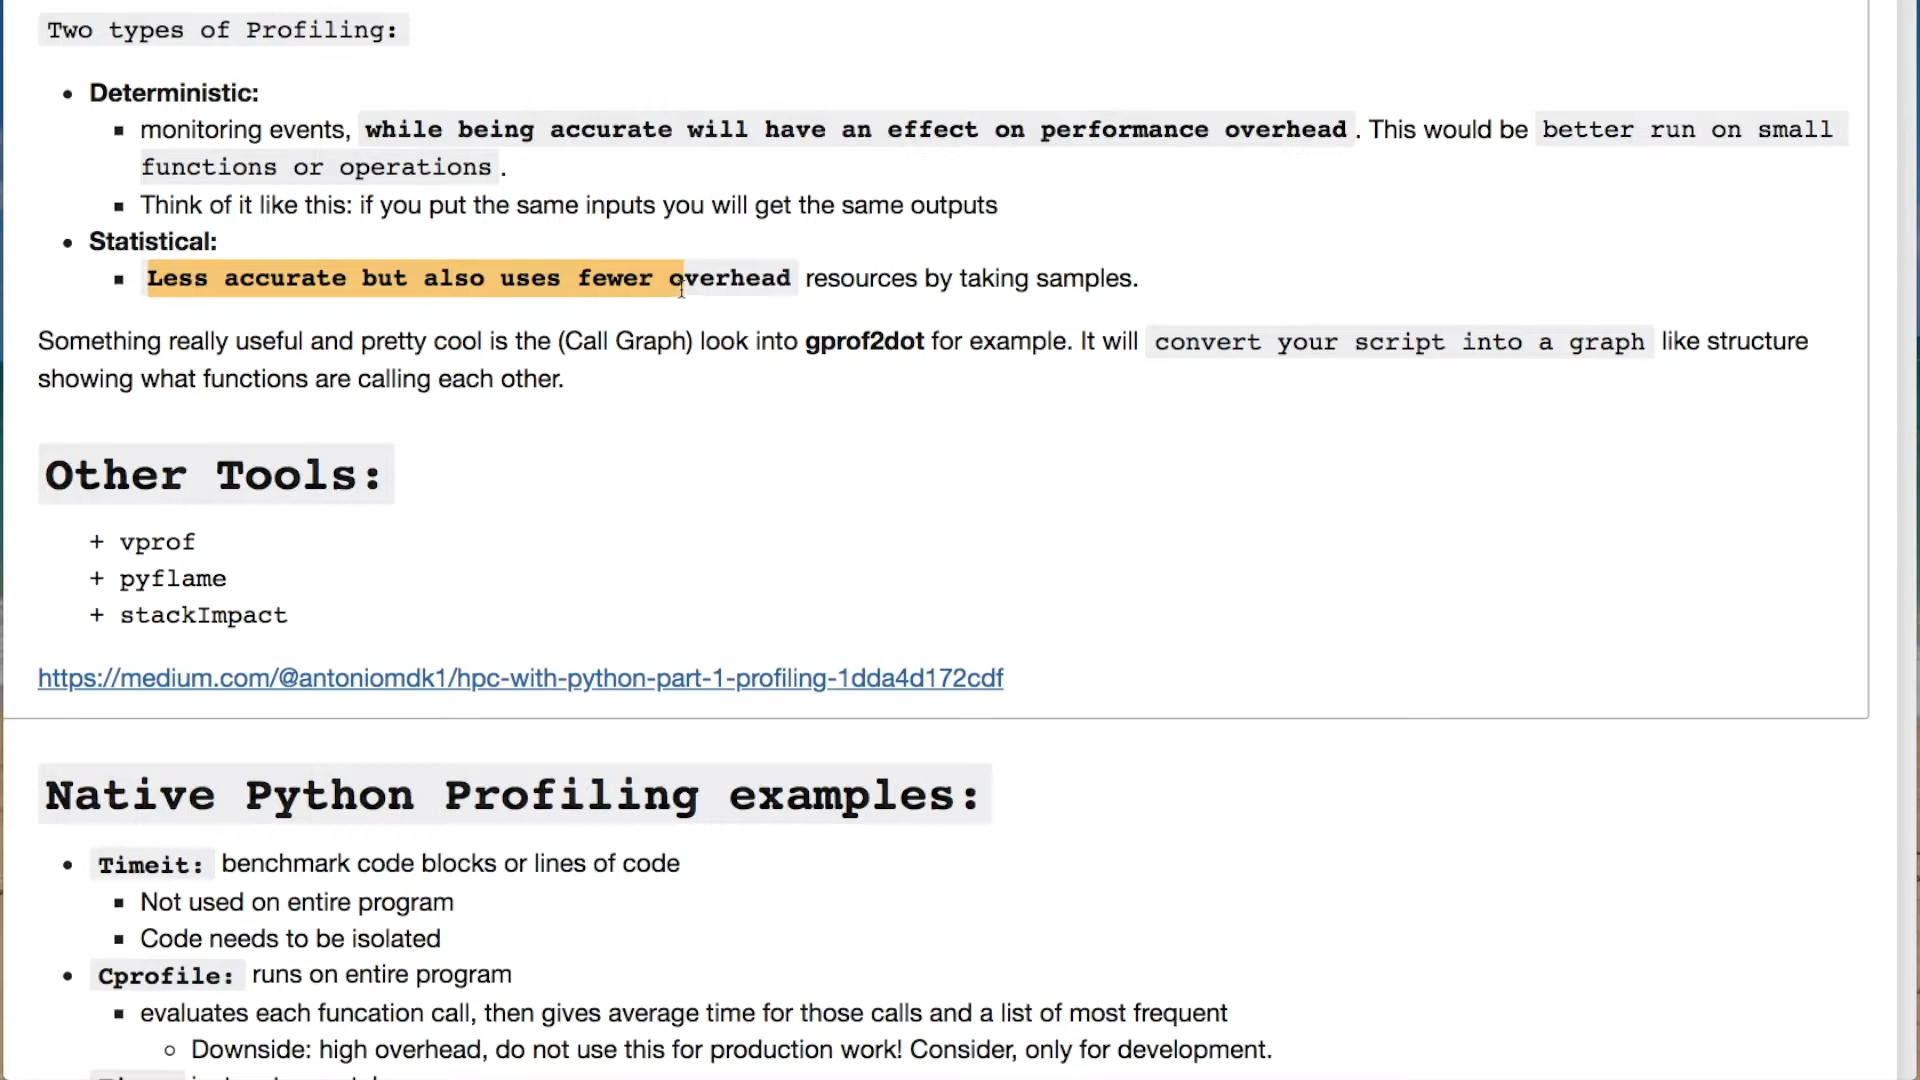 Two types of Profiling:
Deterministic:
monitoring events, while being accurate will have an effect on performance overhead. This would be better run on small
functions or operations.
Think of it like this: if you put the same inputs you will get the same outputs
Statistical:
Less accurate but also uses fewer overhead resources by taking samples.
Something really useful and pretty cool is the (Call Graph) look into gprof2dot for example. It will convert your script into a graph like structure
showing what functions are calling each other.
Other Tools:
+ vprof
+ pyflame
+ stackImpact
https://medium.com/@antoniomdk1/hpc-with-python-part-1-profiling-1dda4d172cdf
Native Python Profiling examples:
Timeit: benchmark code blocks or lines of code
Not used on entire program
Code needs to be isolated
Cprofile: runs on entire program
evaluates each funcation call, then gives average time for those calls and a list of most frequent
Downside: high overhead, do not use this for production work! Consider, only for development.